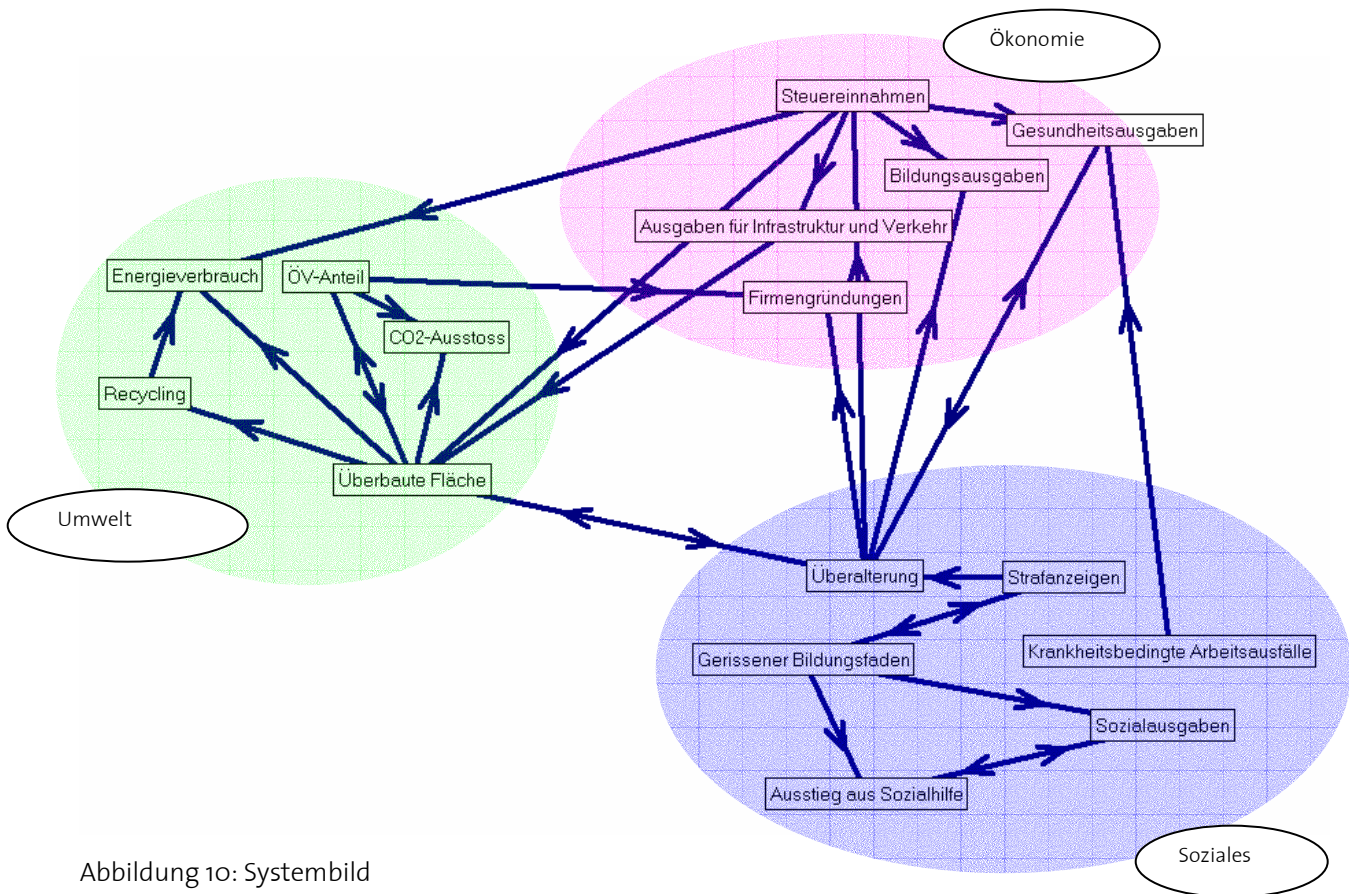 Ökonomie
Steuereinnahmen
Gesundheitsausgaben
Bildungsausgaben
Ausgaben für Infrastruktur und Verkehr
Energieverbrauch
ÖV-Anteil
Firmengründungen
CO2-Ausstoss
Recycling
Überbaute Fläche
Umwelt
Überalterung
Strafanzeigen
Gerissener Bildungsfaden
Krankheitsbedingte Arbeitsausfälle
Sozialausgaben
Ausstieg aus Sozialhilfe
Soziales
Abbildung 10: Systembild